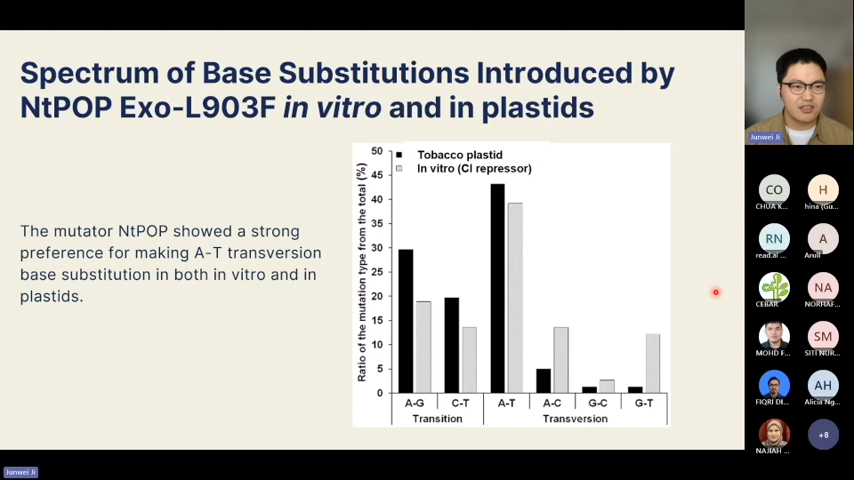 Spectrum of Base Substitutions Introduced by
NtPOP Exo-L903F in vitro and in plastids
The mutator NtPOP showed a strong
preference for making A-T transversion
base substitution in both in vitro and in
plastids.
Ratio of the mutation type from the total (%)
50
45
40
35
30
25
20
15
10
5
0
Tobacco plastid
In vitro (CI repressor)
A-G C-T A-T A-C G-C G-T
Transition Transversion
Junwei Ji
CO
CHUA K...
H
hina (Gu...
RN
read.ai ...
A
Aruli
CEBAR
NA
NORHAF...
MOHD F...
SM
SITI NUR...
FIQRI DI...
AH
Alicia Ng...
NAJIAH ...
+8
Junwei Ji